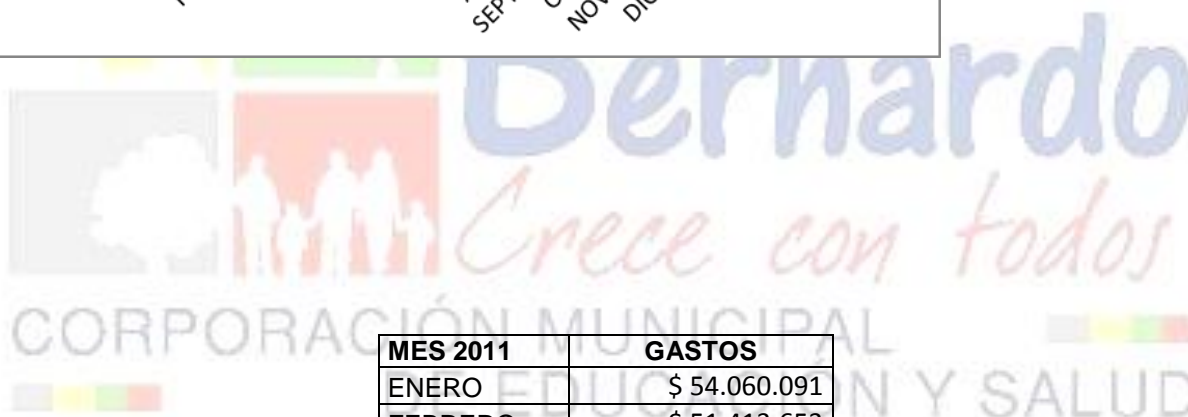 Bernardo
Crece con todos
CORPORACIÓN MUNICIPAL
DE EDUCACIÓN Y SALUD
MES 2011 GASTOS
ENERO $ 54.060.091